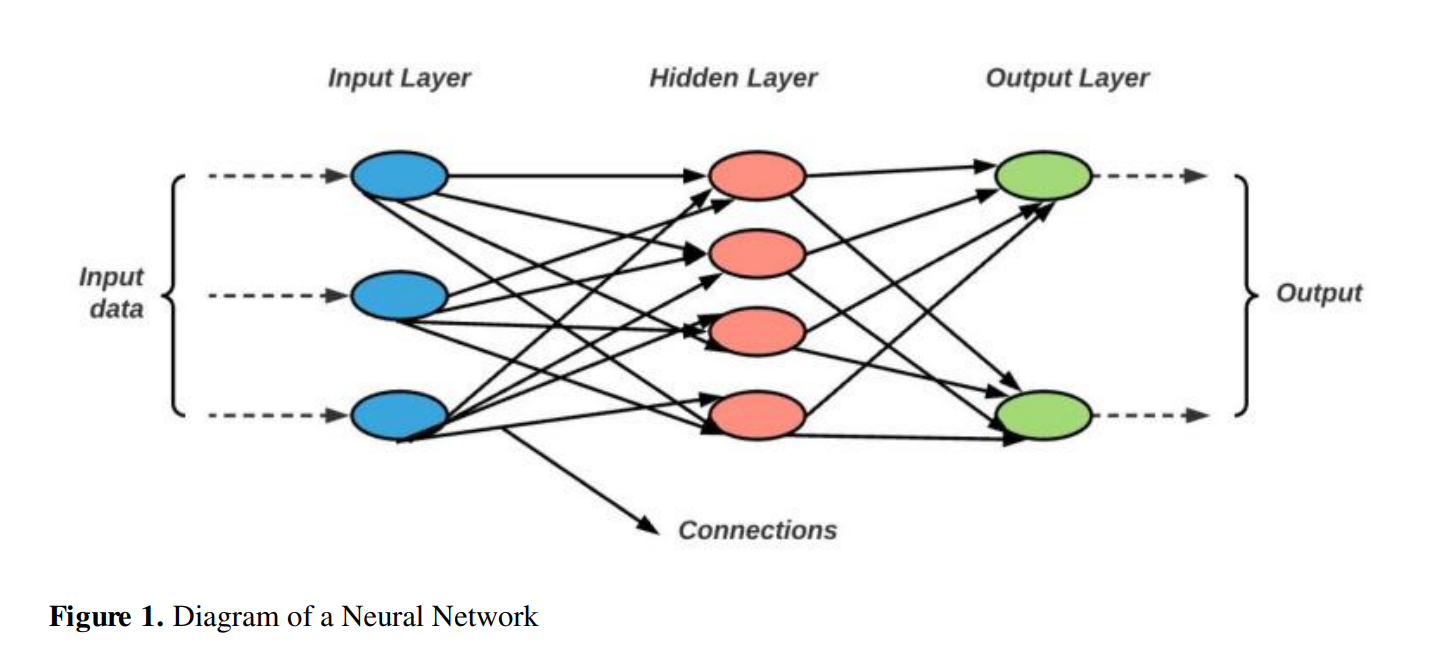 Input Layer
Hidden Layer
Output Layer
Input
data
Output
Connections
Figure 1. Diagram of a Neural Network